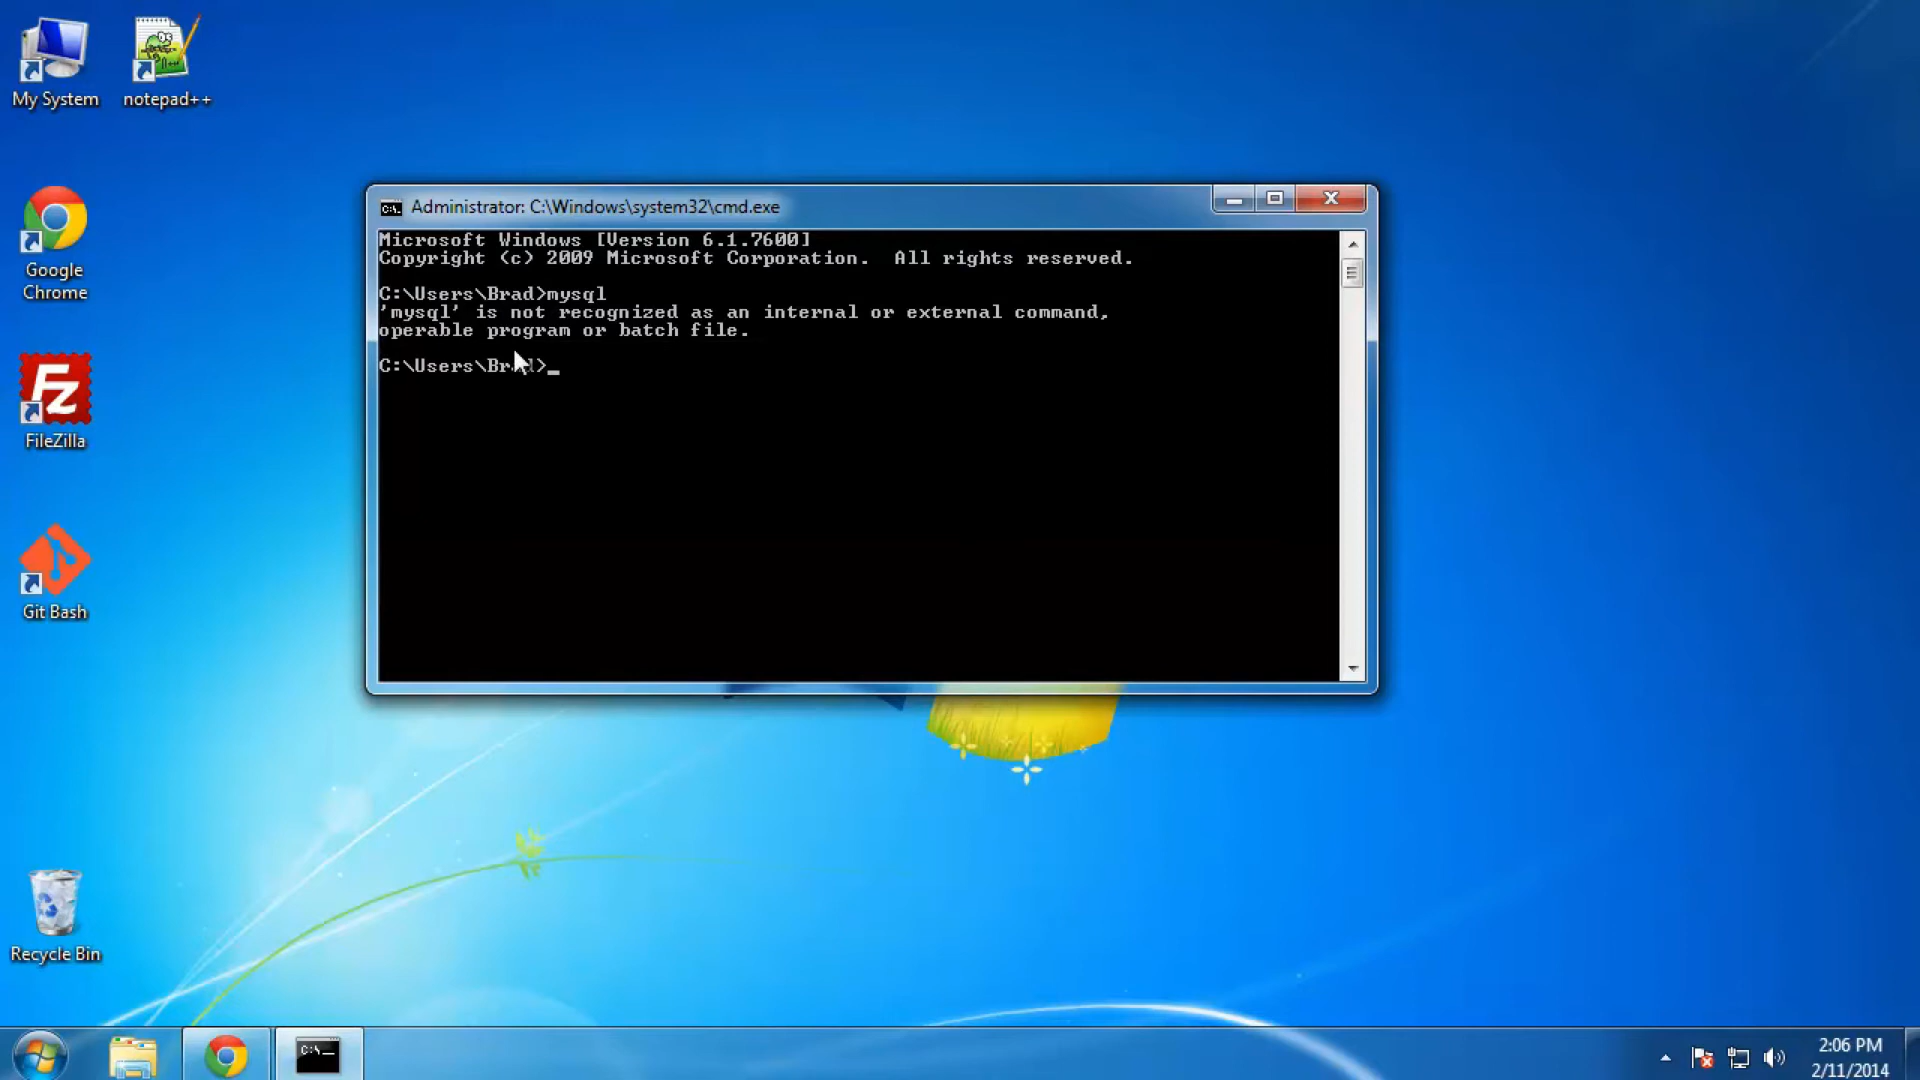 My System
notepad++
Google
Chrome
FileZilla
Git Bash
Recycle Bin
Administrator: C:\Windows\system32\cmd.exe
Microsoft Windows [Version 6.1.7600]
Copyright (c) 2009 Microsoft Corporation.  All rights reserved.
C:\Users\Brad>mysql
'mysql' is not recognized as an internal or external command,
operable program or batch file.
C:\Users\Brad>_
2:06 PM
2/11/2014